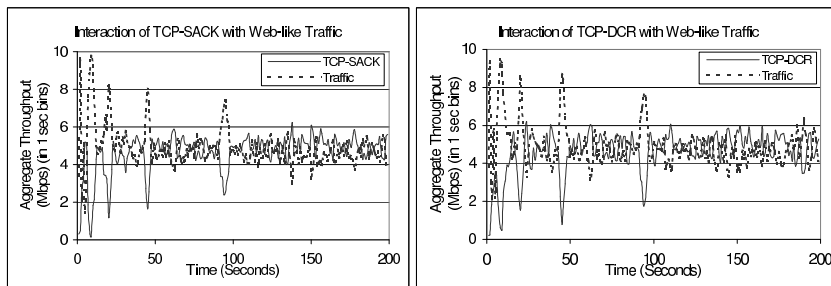 Interaction of TCP-SACK with Web-like Traffic
TCP-SACK
Traffic
Aggregate Throughput
(Mbps) (in 1 sec bins)
10
8
6
4
2
0
0 50 100 150 200
Time (Seconds)
Interaction of TCP-DCR with Web-like Traffic
TCP-DCR
Traffic
Aggregate Throughput
(Mbps) (in 1 sec bins)
10
8
6
4
2
0
0 50 100 150 200
Time (Seconds)